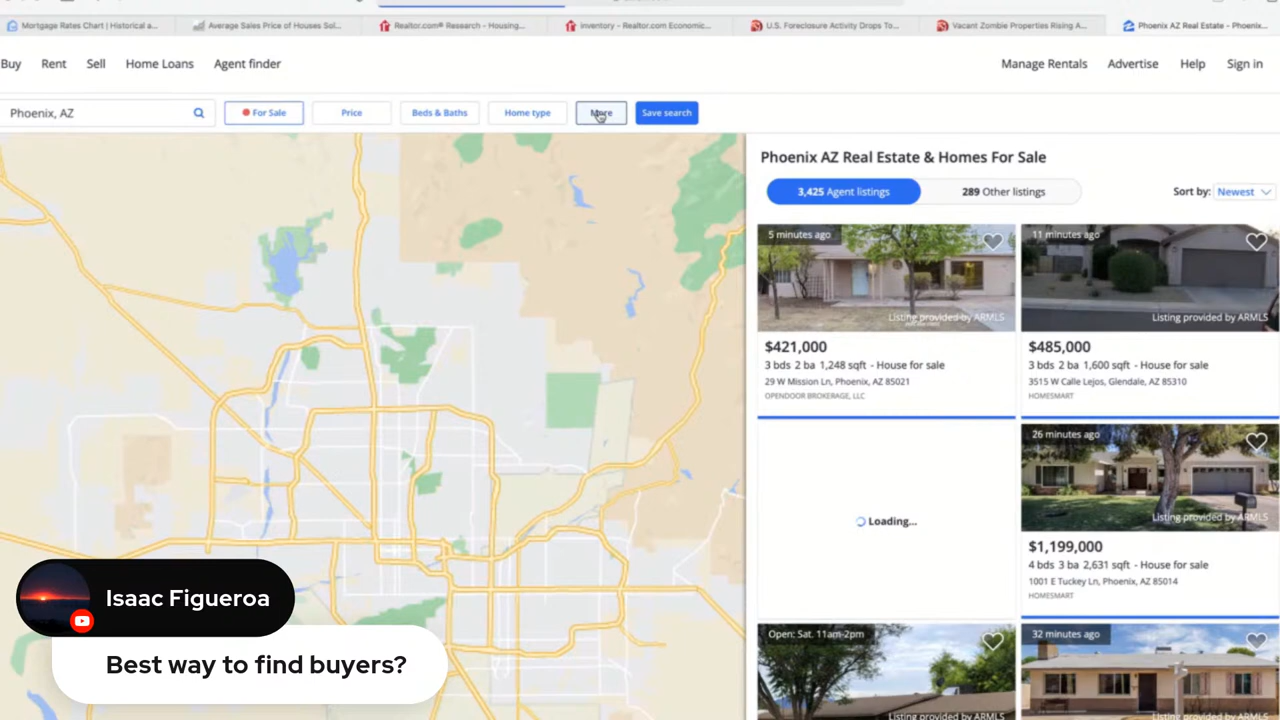 Mortgage Rates Chart | Historical a...
Average Sales Price of Houses Sol...
Realtor.com® Research - Housing...
Inventory - Realtor.com Economic...
U.S. Foreclosure Activity Drops To...
Vacant Zombie Properties Rising A...
Phoenix AZ Real Estate - Phoenix...
Buy
Rent
Sell
Home Loans
Agent finder
Manage Rentals
Advertise
Help
Sign in
Phoenix, AZ
For Sale
Price
Beds & Baths
Home type
More
Save search
Phoenix AZ Real Estate & Homes For Sale
3,425 Agent listings
289 Other listings
Sort by: Newest
5 minutes ago
Listing provided by ARMLS
$421,000
3 bds 2 ba 1,248 sqft - House for sale
29 W Mission Ln, Phoenix, AZ 85021
OPENDOOR BROKERAGE, LLC
11 minutes ago
Listing provided by ARMLS
$485,000
3 bds 2 ba 1,600 sqft - House for sale
3515 W Calle Lejos, Glendale, AZ 85310
HOMESMART
Loading...
26 minutes ago
Listing provided by ARMLS
$1,199,000
4 bds 3 ba 2,631 sqft - House for sale
1001 E Tuckey Ln, Phoenix, AZ 85014
HOMESMART
Open: Sat. 11am-2pm
Listing provided by ARMLS
32 minutes ago
Listing provided by ARMLS
Isaac Figueroa
Best way to find buyers?